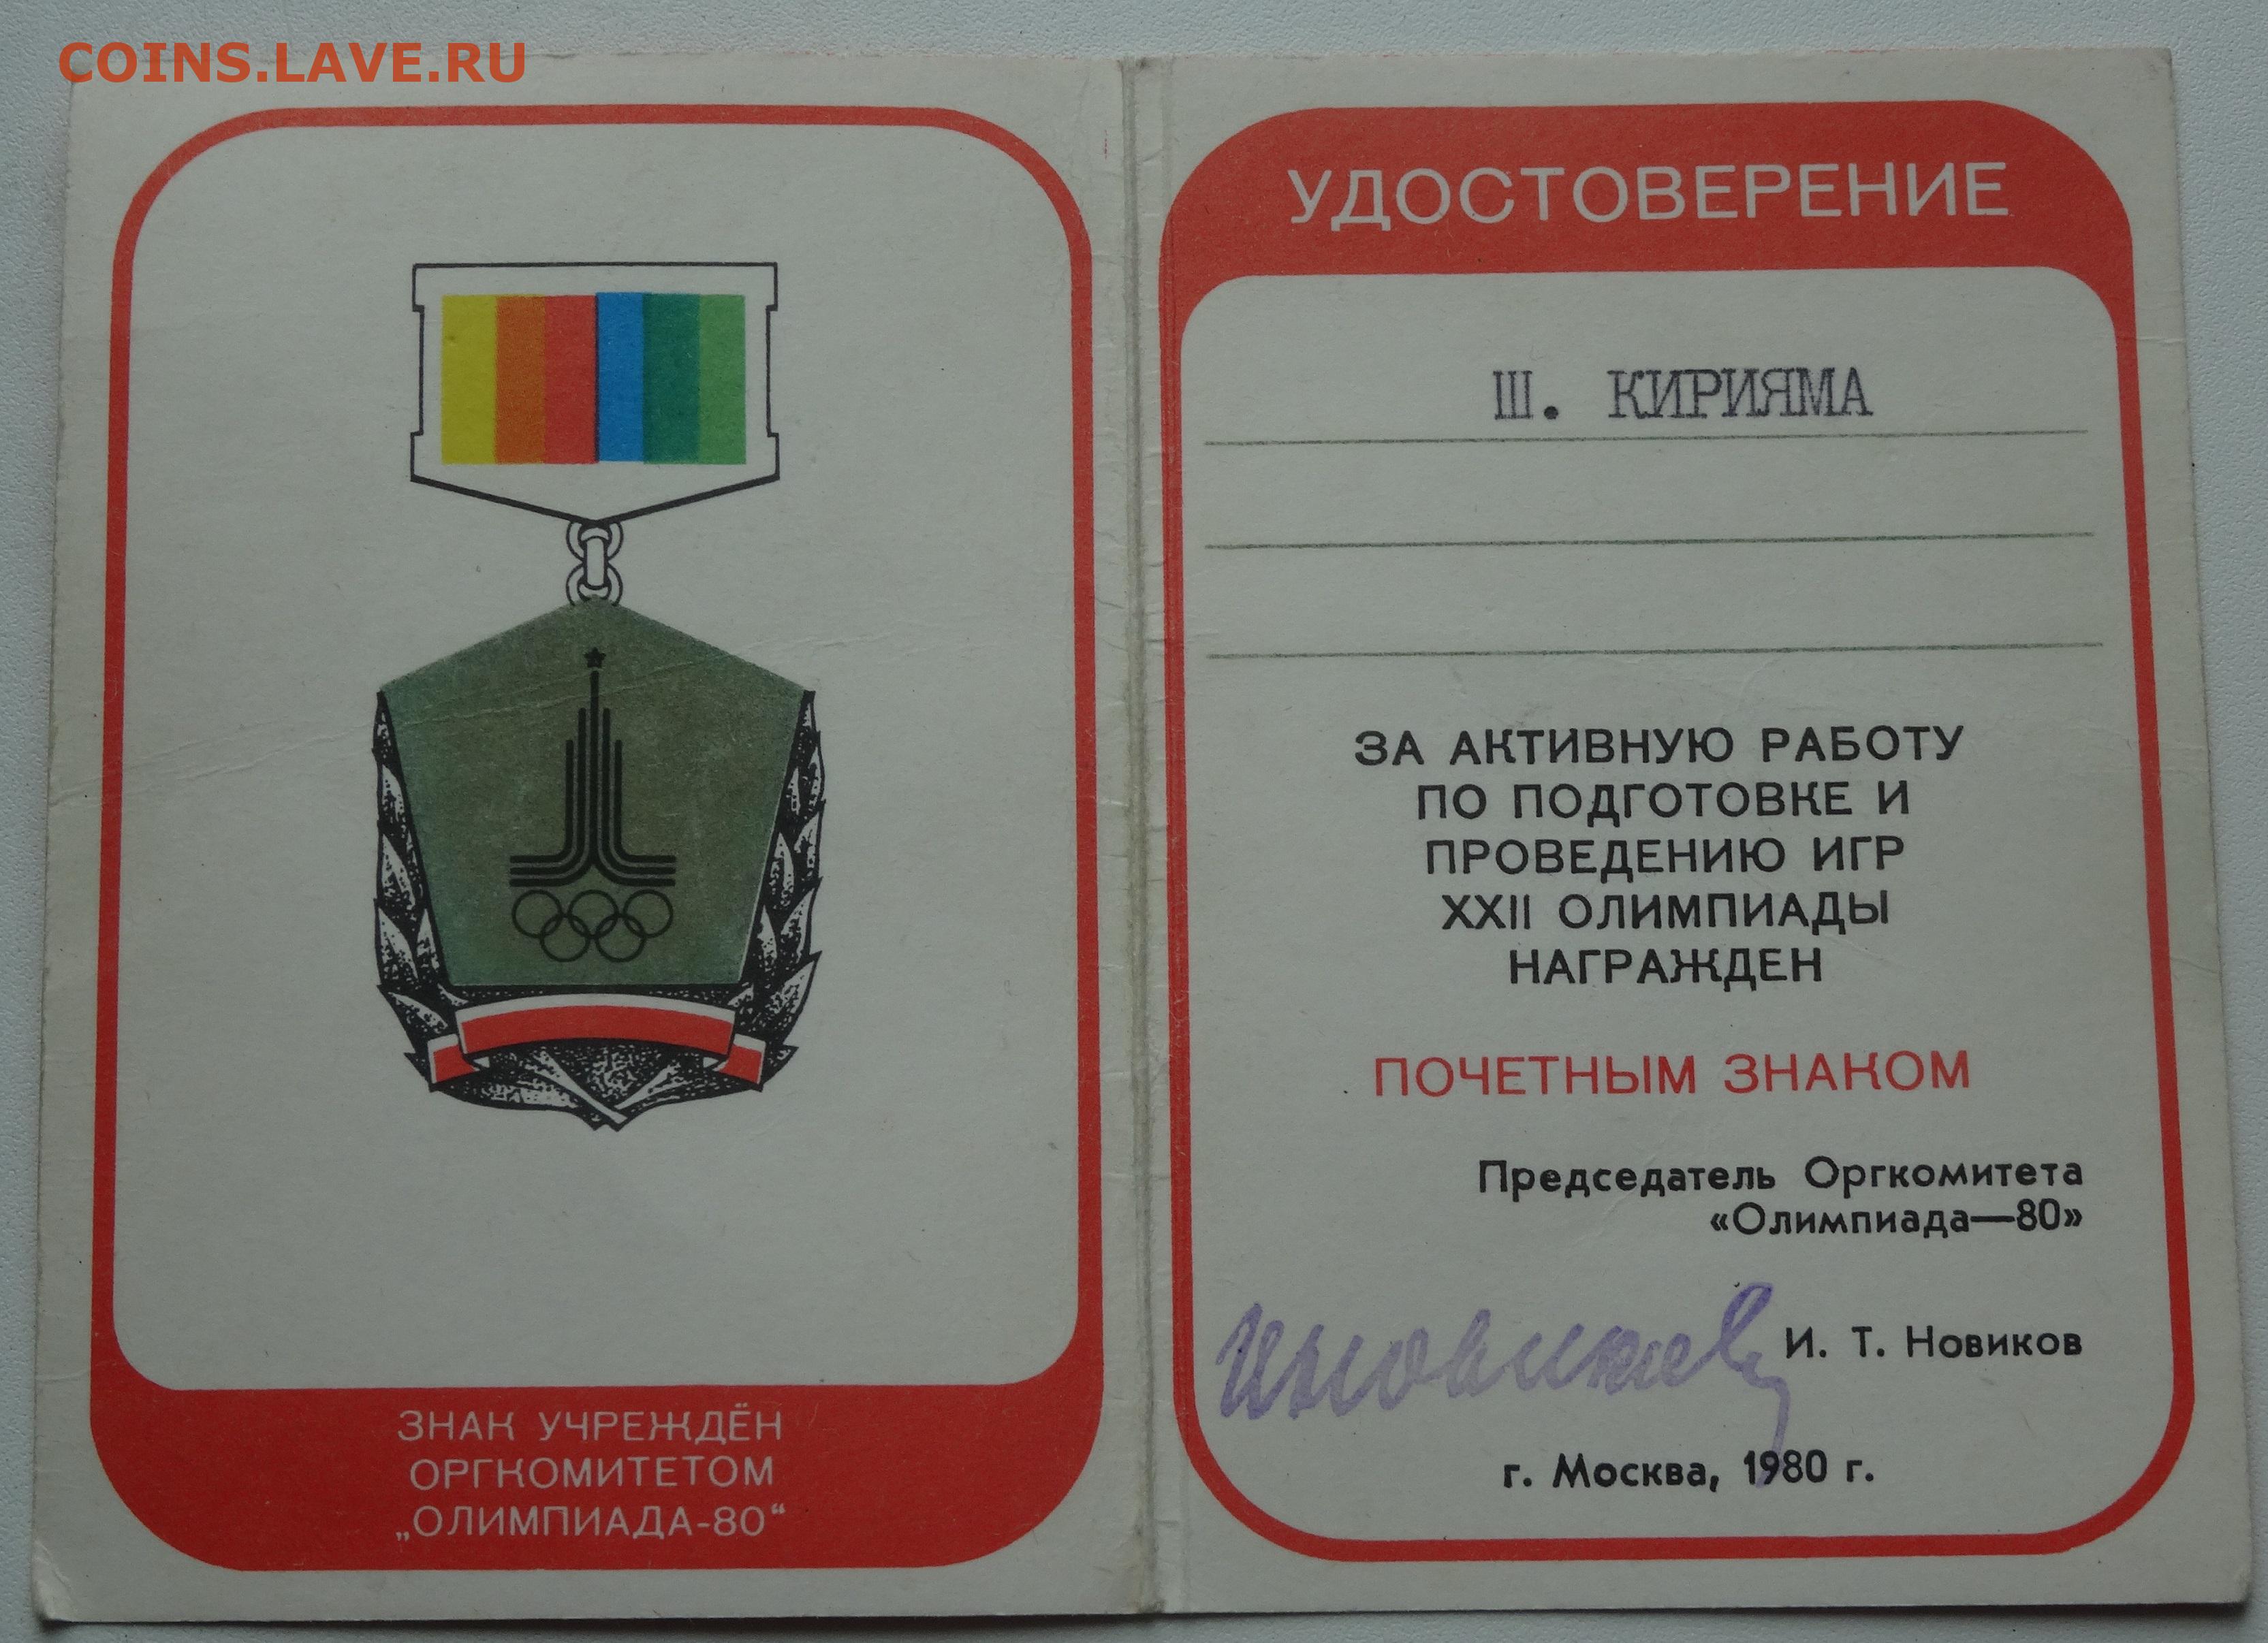 COINS.LAVE.RU
ЗНАК УЧРЕЖДЁН
ОРГКОМИТЕТОМ
„ОЛИМПИАДА-80“
УДОСТОВЕРЕНИЕ
Ш. КИРИЯМА
ЗА АКТИВНУЮ РАБОТУ
ПО ПОДГОТОВКЕ И
ПРОВЕДЕНИЮ ИГР
XXII ОЛИМПИАДЫ
НАГРАЖДЕН
ПОЧЕТНЫМ ЗНАКОМ
Председатель Оргкомитета
«Олимпиада—80»
И. Т. Новиков
г. Москва, 1980 г.